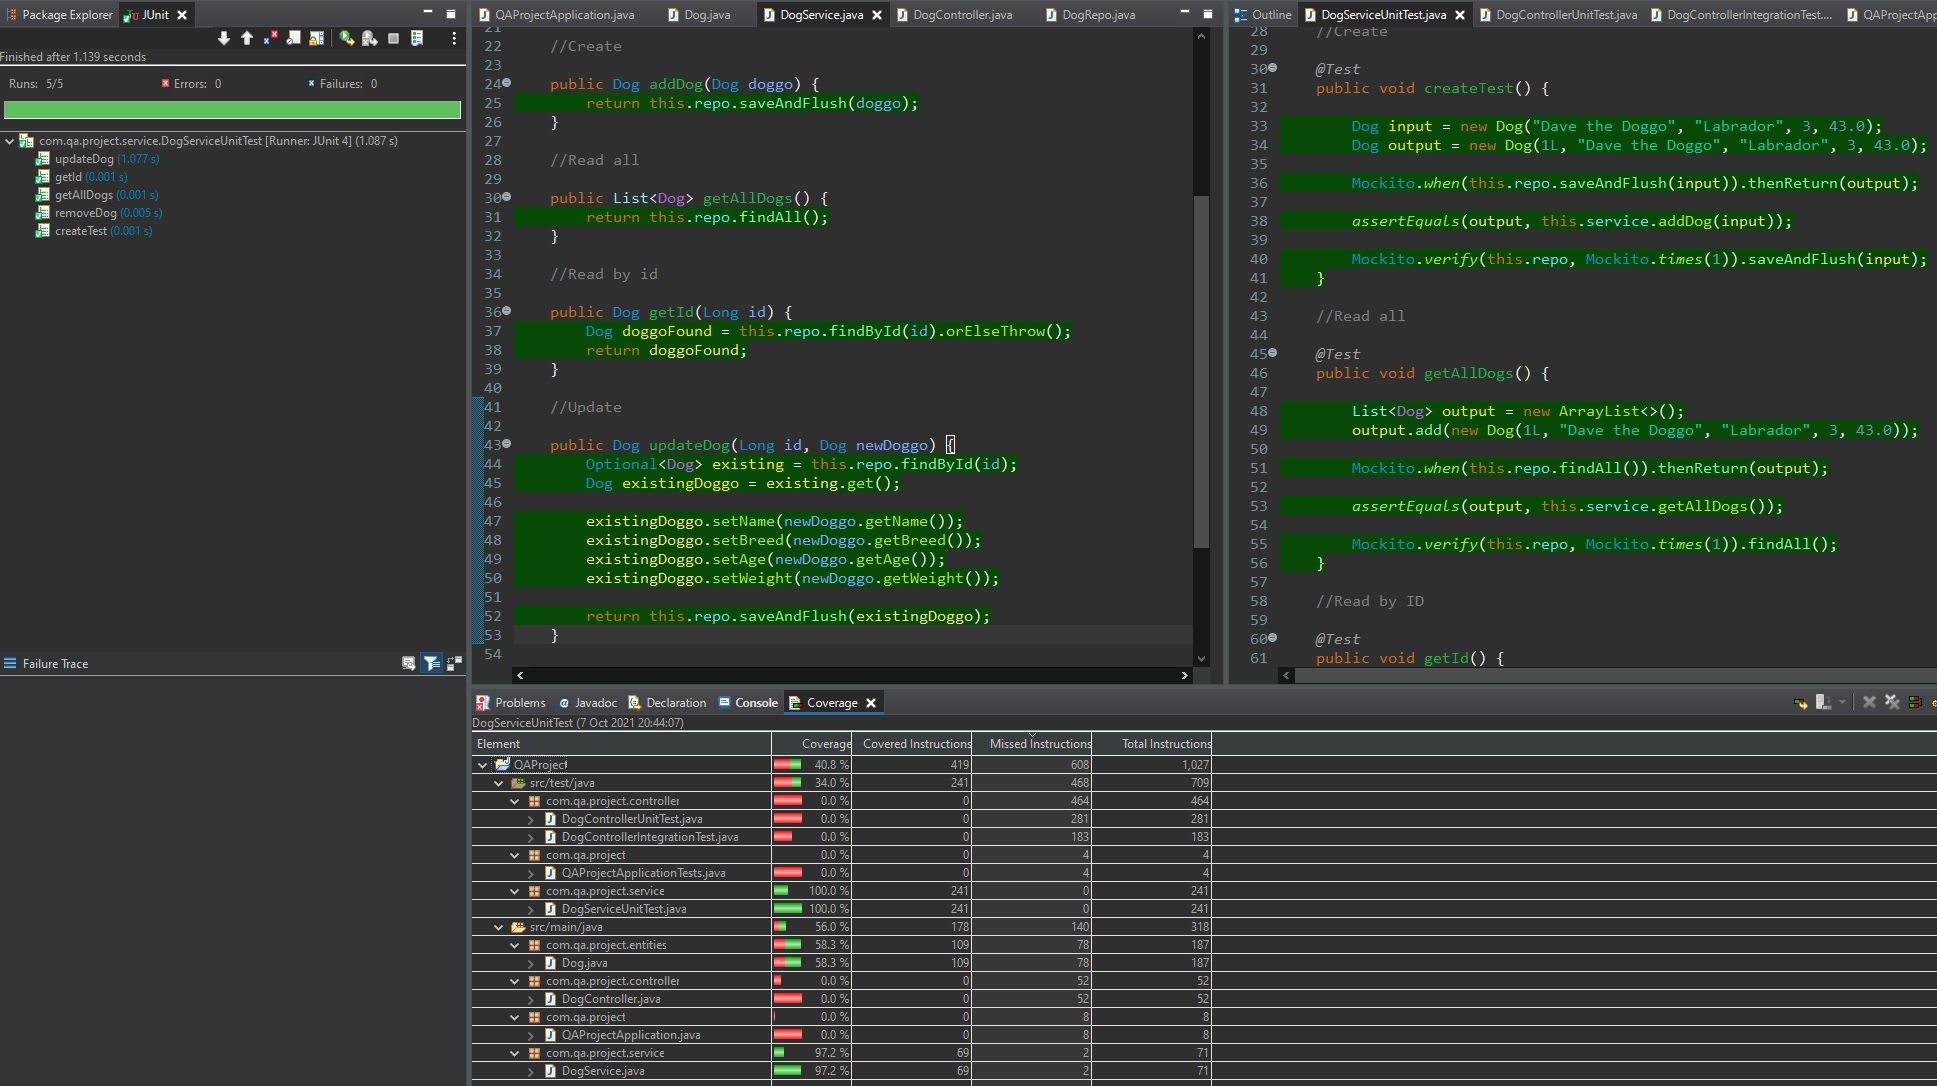 Package Explorer JUnit
Finished after 1.139 seconds
Runs: 5/5 Errors: 0 Failures: 0
com.qa.project.service.DogServiceUnitTest [Runner: JUnit 4] (1.087 s)
updateDog (1.077 s)
getId (0.001 s)
getAllDogs (0.001 s)
removeDog (0.005 s)
createTest (0.001 s)
Failure Trace
QAProjectApplication.java Dog.java DogService.java DogController.java DogRepo.java
21
22 //Create
23
24 public Dog addDog(Dog doggo) {
25 return this.repo.saveAndFlush(doggo);
26 }
27
28 //Read all
29
30 public List<Dog> getAllDogs() {
31 return this.repo.findAll();
32 }
33
34 //Read by id
35
36 public Dog getId(Long id) {
37 Dog doggoFound = this.repo.findById(id).orElseThrow();
38 return doggoFound;
39 }
40
41 //Update
42
43 public Dog updateDog(Long id, Dog newDoggo) {
44 Optional<Dog> existing = this.repo.findById(id);
45 Dog existingDoggo = existing.get();
46
47 existingDoggo.setName(newDoggo.getName());
48 existingDoggo.setBreed(newDoggo.getBreed());
49 existingDoggo.setAge(newDoggo.getAge());
50 existingDoggo.setWeight(newDoggo.getWeight());
51
52 return this.repo.saveAndFlush(existingDoggo);
53 }
54
Outline DogServiceUnitTest.java DogControllerUnitTest.java DogControllerIntegrationTest.... QAProjectApp
28 //Create
29
30 @Test
31 public void createTest() {
32
33 Dog input = new Dog("Dave the Doggo", "Labrador", 3, 43.0);
34 Dog output = new Dog(1L, "Dave the Doggo", "Labrador", 3, 43.0);
35
36 Mockito.when(this.repo.saveAndFlush(input)).thenReturn(output);
37
38 assertEquals(output, this.service.addDog(input));
39
40 Mockito.verify(this.repo, Mockito.times(1)).saveAndFlush(input);
41 }
42
43 //Read all
44
45 @Test
46 public void getAllDogs() {
47
48 List<Dog> output = new ArrayList<>();
49 output.add(new Dog(1L, "Dave the Doggo", "Labrador", 3, 43.0));
50
51 Mockito.when(this.repo.findAll()).thenReturn(output);
52
53 assertEquals(output, this.service.getAllDogs());
54
55 Mockito.verify(this.repo, Mockito.times(1)).findAll();
56 }
57
58 //Read by ID
59
60 @Test
61 public void getId() {
Problems Javadoc Declaration Console Coverage
DogServiceUnitTest (7 Oct 2021 20:44:07)
Element Coverage Covered Instructions Missed Instructions Total Instructions
QAProject 40.8 % 419 608 1,027
src/test/java 34.0 % 241 468 709
com.qa.project.controller 0.0 % 0 464 464
DogControllerUnitTest.java 0.0 % 0 281 281
DogControllerIntegrationTest.java 0.0 % 0 183 183
com.qa.project 0.0 % 0 4 4
QAProjectApplicationTests.java 0.0 % 0 4 4
com.qa.project.service 100.0 % 241 0 241
DogServiceUnitTest.java 100.0 % 241 0 241
src/main/java 56.0 % 178 140 318
com.qa.project.entities 58.3 % 109 78 187
Dog.java 58.3 % 109 78 187
com.qa.project.controller 0.0 % 0 52 52
DogController.java 0.0 % 0 52 52
com.qa.project 0.0 % 0 8 8
QAProjectApplication.java 0.0 % 0 8 8
com.qa.project.service 97.2 % 69 2 71
DogService.java 97.2 % 69 2 71